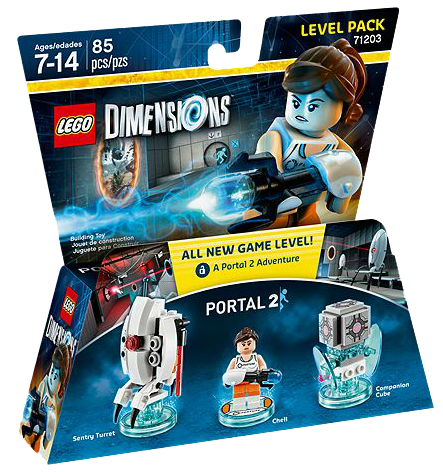 Ages/edades
7-14
85
pcs/pzs
LEVEL PACK
71203
LEGO
DIMENSIONS
Building Toy
Jouet de construction
Juguete para Construir
ALL NEW GAME LEVEL!
A Portal 2 Adventure
PORTAL 2
LEGO
DIMENSIONS
Sentry Turret
Chell
Companion
Cube